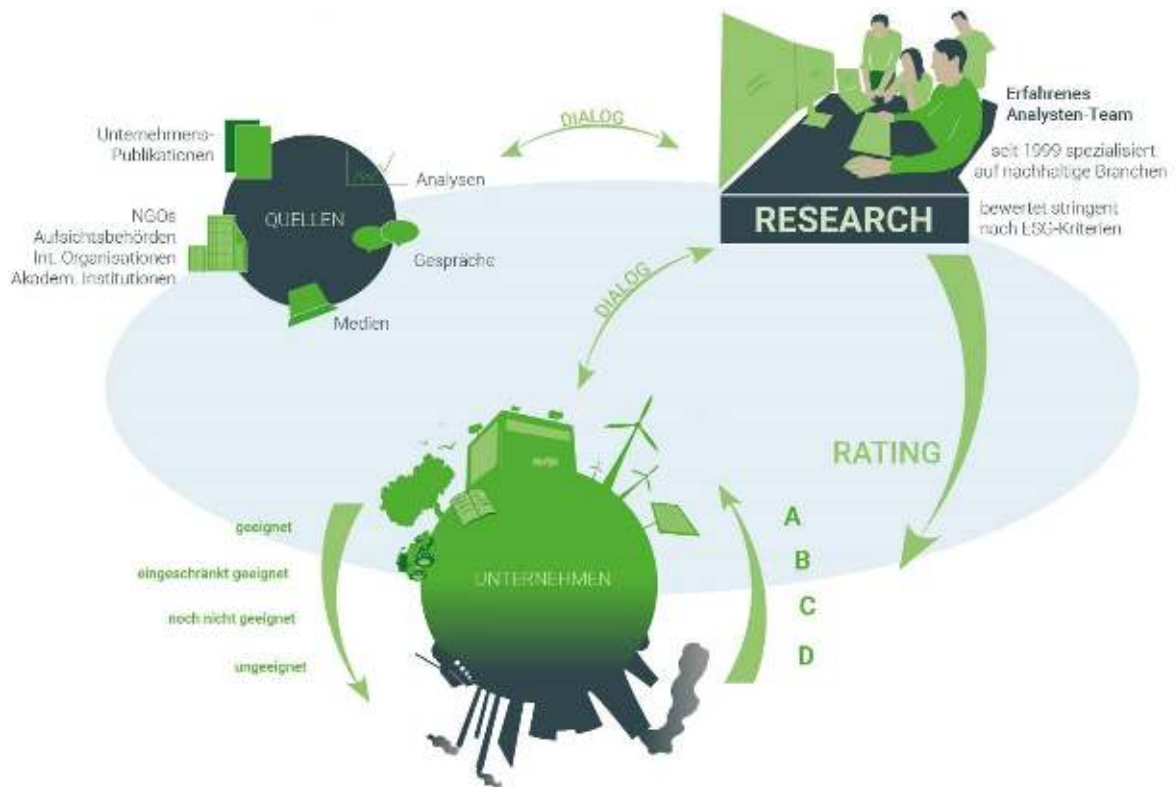 Unternehmens-
Publikationen
Analysen
QUELLEN
NGOs
Aufsichtsbehörden
Int. Organisationen
Akadem. Institutionen
Gespräche
Medien
DIALOG
Erfahrenes
Analysten-Team
seit 1999 spezialisiert
auf nachhaltige Branchen
bewertet stringent
nach ESG-Kriterien
RESEARCH
DIALOG
RATING
A
B
C
D
geeignet
eingeschränkt geeignet
noch nicht geeignet
ungeeignet
UNTERNEHMEN